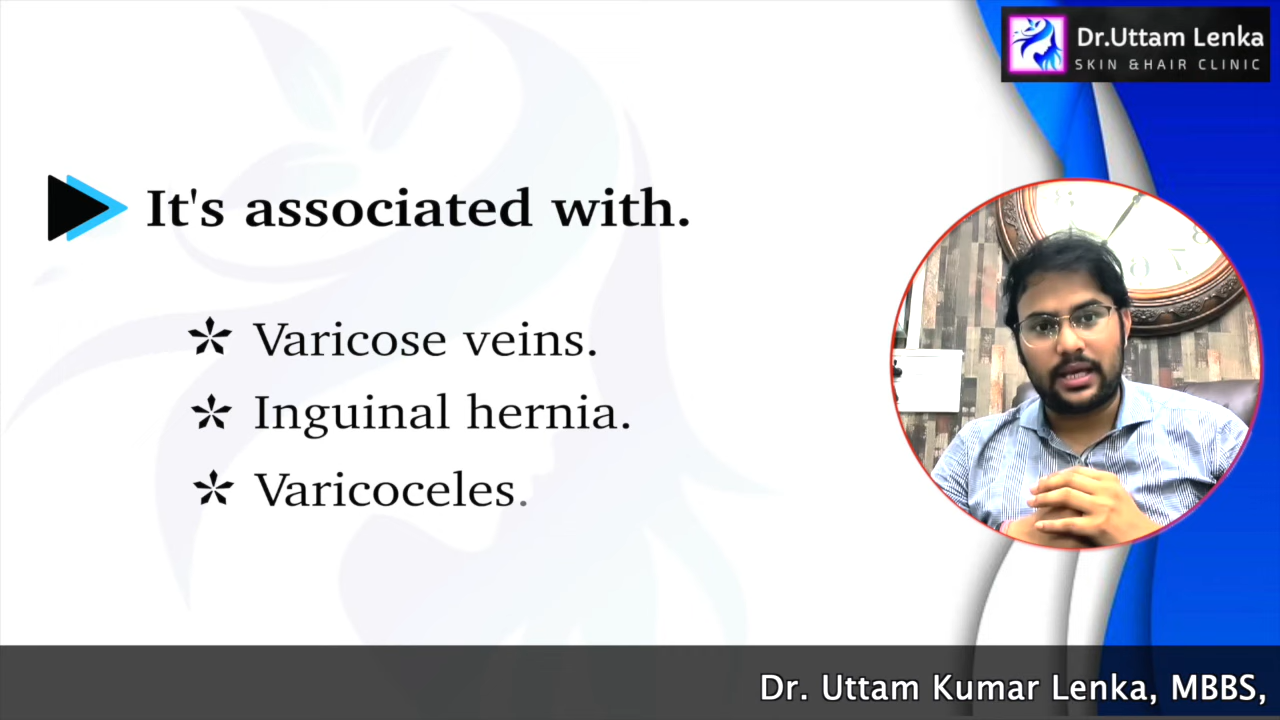 Dr.Uttam Lenka
SKIN &HAIR CLINIC
It's associated with.
Varicose veins.
Inguinal hernia.
Varicoceles.
Dr. Uttam Kumar Lenka, MBBS,